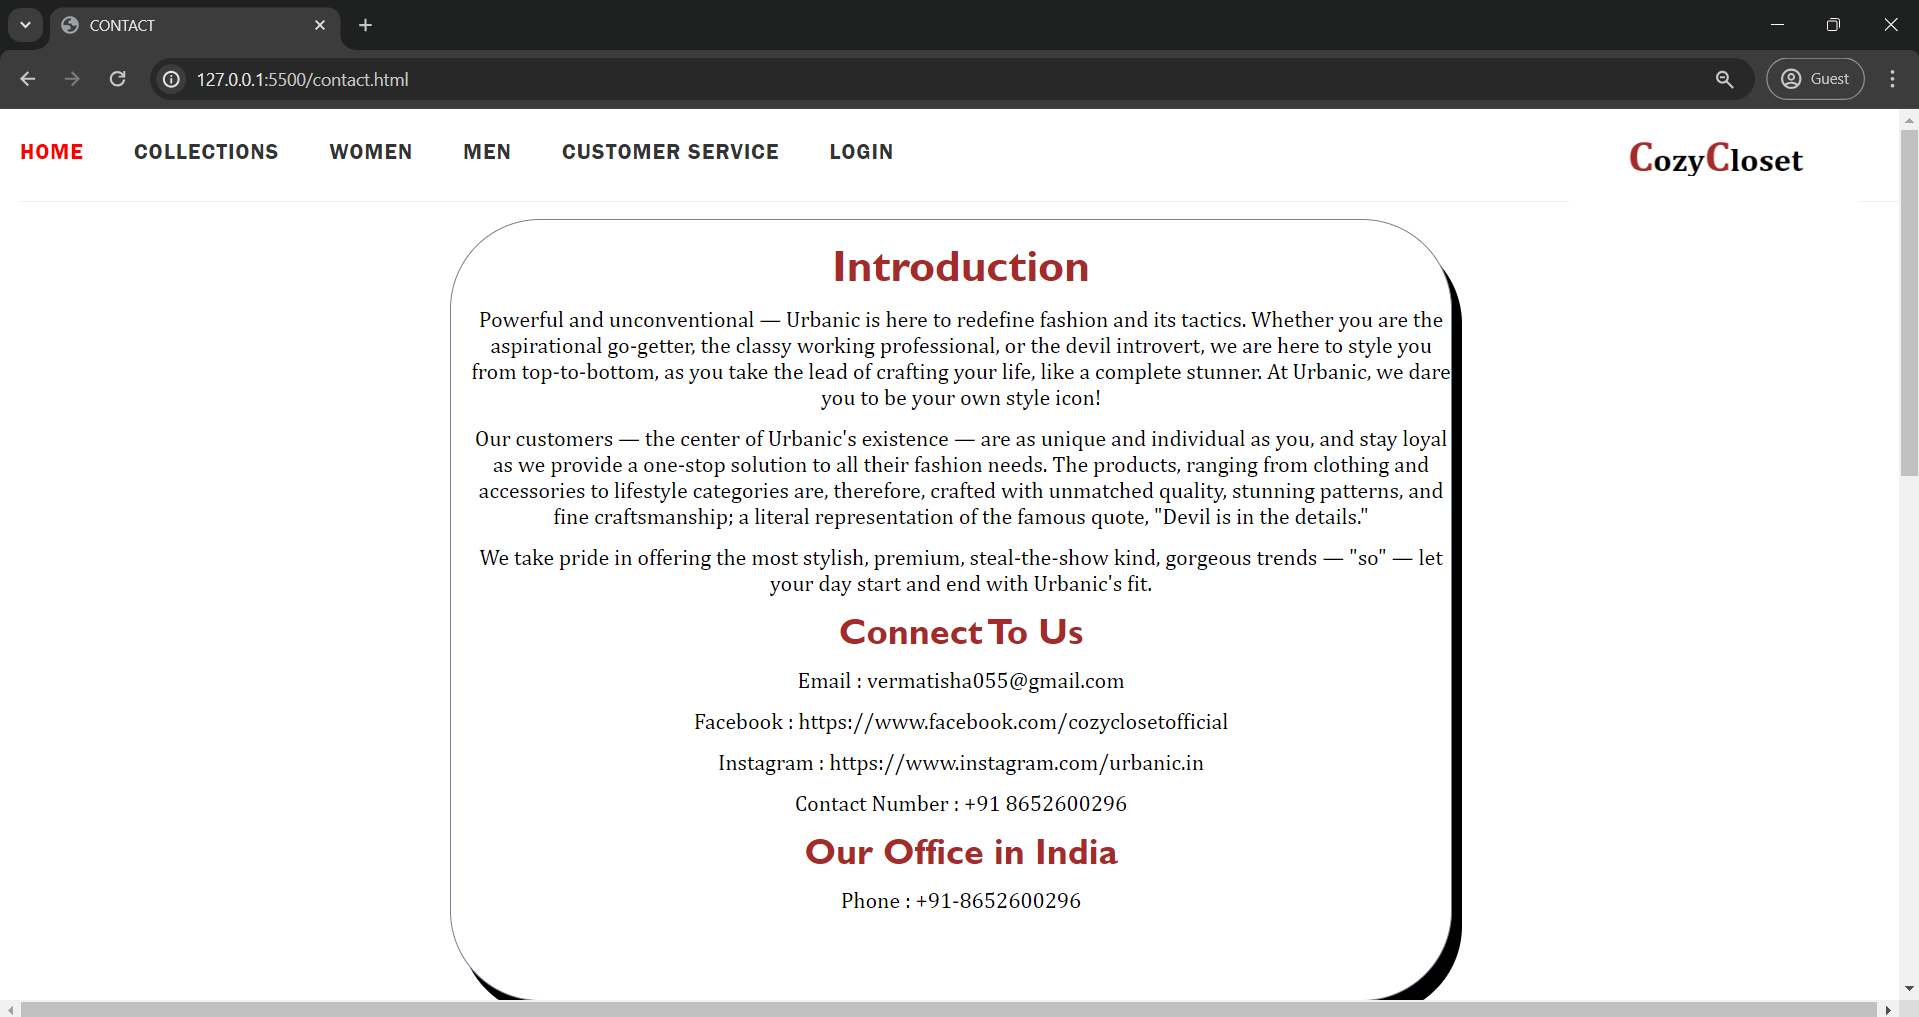 CONTACT
127.0.0.1:5500/contact.html
Guest
HOME COLLECTIONS WOMEN MEN CUSTOMER SERVICE LOGIN
CozyCloset
Introduction
Powerful and unconventional — Urbanic is here to redefine fashion and its tactics. Whether you are the
aspirational go-getter, the classy working professional, or the devil introvert, we are here to style you
from top-to-bottom, as you take the lead of crafting your life, like a complete stunner. At Urbanic, we dare
you to be your own style icon!
Our customers — the center of Urbanic's existence — are as unique and individual as you, and stay loyal
as we provide a one-stop solution to all their fashion needs. The products, ranging from clothing and
accessories to lifestyle categories are, therefore, crafted with unmatched quality, stunning patterns, and
fine craftsmanship; a literal representation of the famous quote, "Devil is in the details."
We take pride in offering the most stylish, premium, steal-the-show kind, gorgeous trends — "so" — let
your day start and end with Urbanic's fit.
Connect To Us
Email : vermatisha055@gmail.com
Facebook : https://www.facebook.com/cozyclosetofficial
Instagram : https://www.instagram.com/urbanic.in
Contact Number : +91 8652600296
Our Office in India
Phone : +91-8652600296